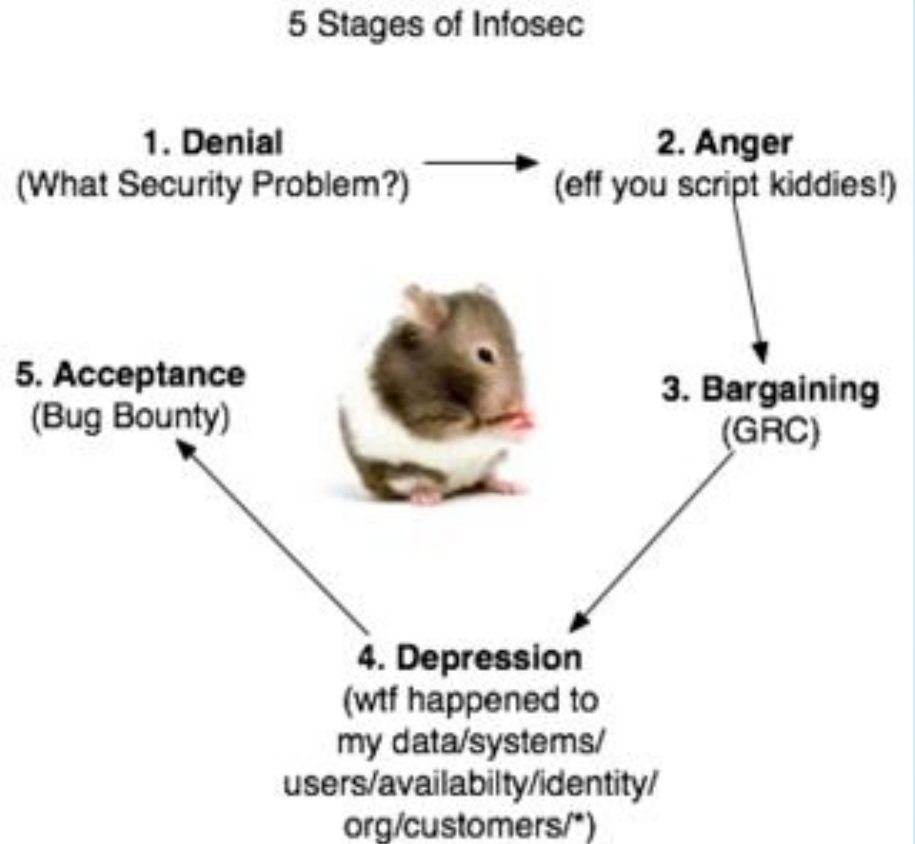 5 Stages of Infosec
1. Denial
(What Security Problem?)
2. Anger
(eff you script kiddies!)
3. Bargaining
(GRC)
4. Depression
(wtf happened to
my data/systems/
users/availabilty/identity/
org/customers/*)
5. Acceptance
(Bug Bounty)